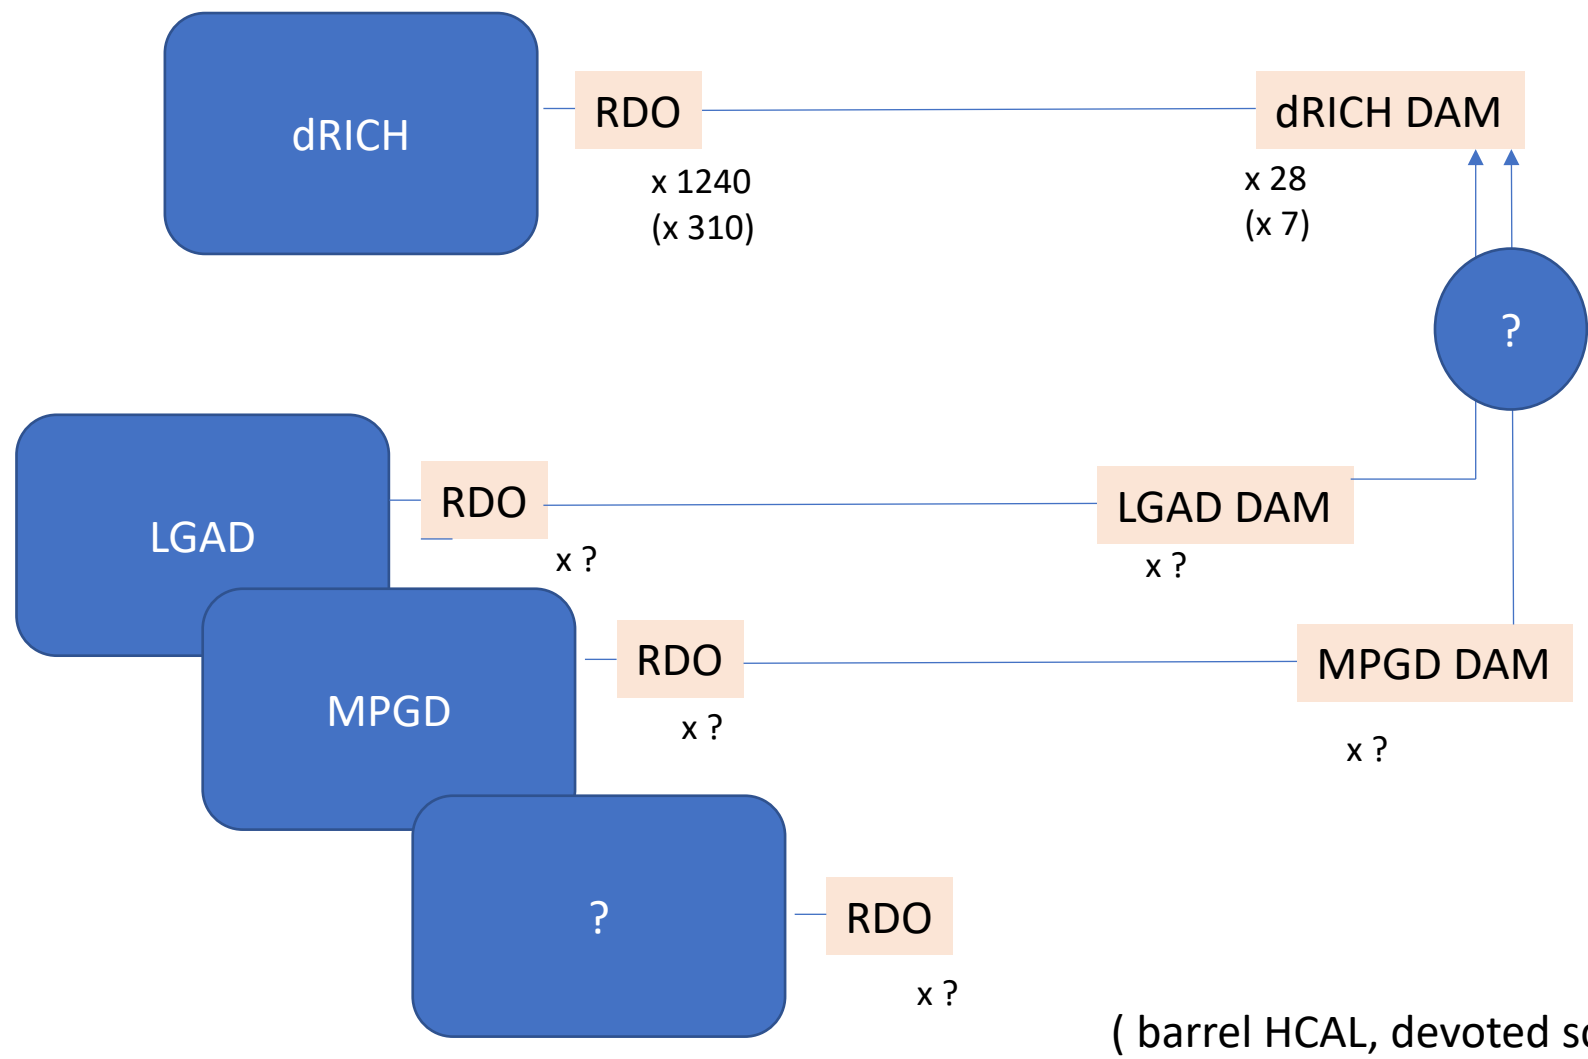 dRICH
RDO
x 1240
(x 310)
dRICH DAM
x 28
(x 7)
?
LGAD
RDO
x ?
LGAD DAM
x ?
MPGD
RDO
x ?
MPGD DAM
x ?
?
RDO
x ?
( barrel HCAL, devoted